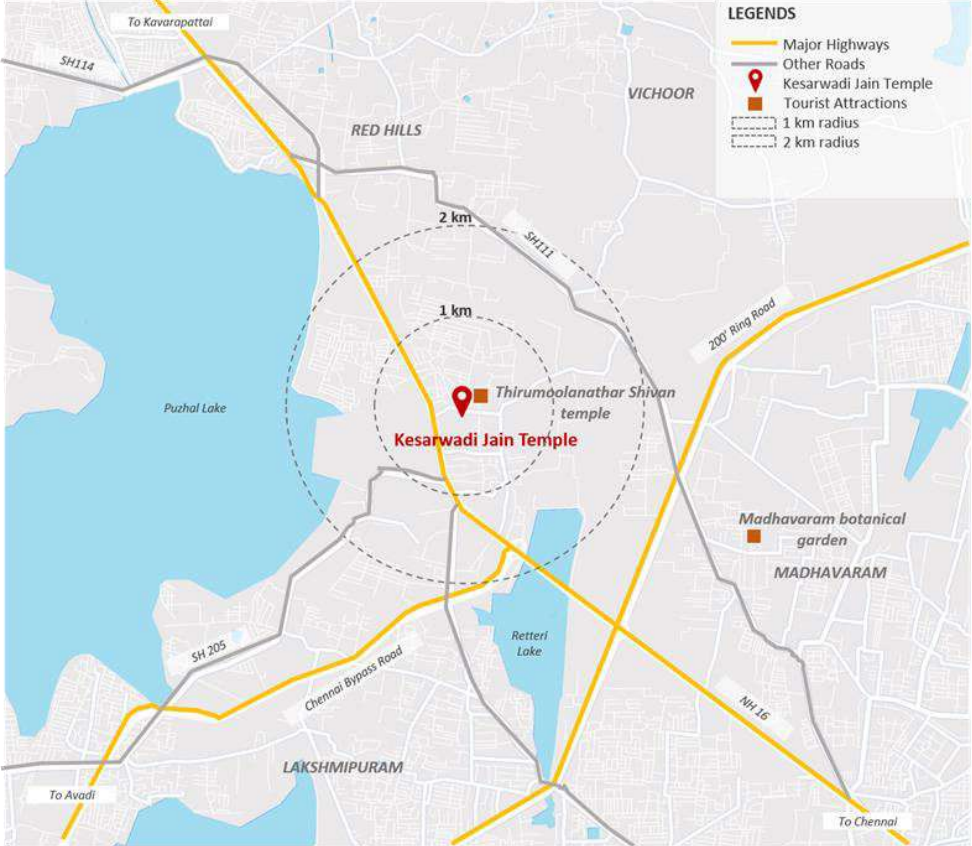 LEGENDS
Major Highways
Other Roads
Kesarwadi Jain Temple
Tourist Attractions
1 km radius
2 km radius
To Kavarapattai
SH114
VICHOOR
RED HILLS
2 km
SH111
1 km
200' Ring Road
Thirumoolanathar Shivan
temple
Puzhal Lake
Kesarwadi Jain Temple
Madhavaram botanical
garden
MADHAVARAM
Retteri
Lake
SH 205
Chennai Bypass Road
NH 16
LAKSHMIPURAM
To Avadi
To Chennai